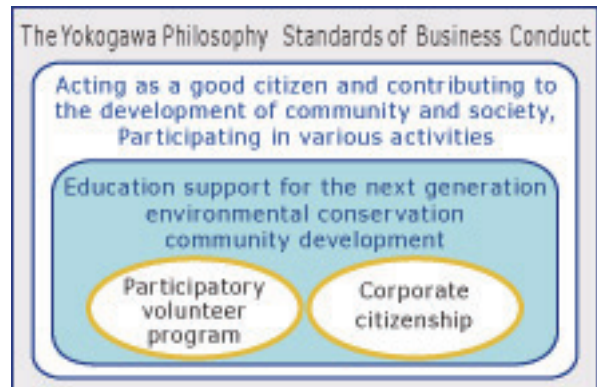 The Yokogawa Philosophy Standards of Business Conduct
Acting as a good citizen and contributing to
the development of community and society,
Participating in various activities
Education support for the next generation
environmental conservation
community development
Participatory
volunteer
program
Corporate
citizenship